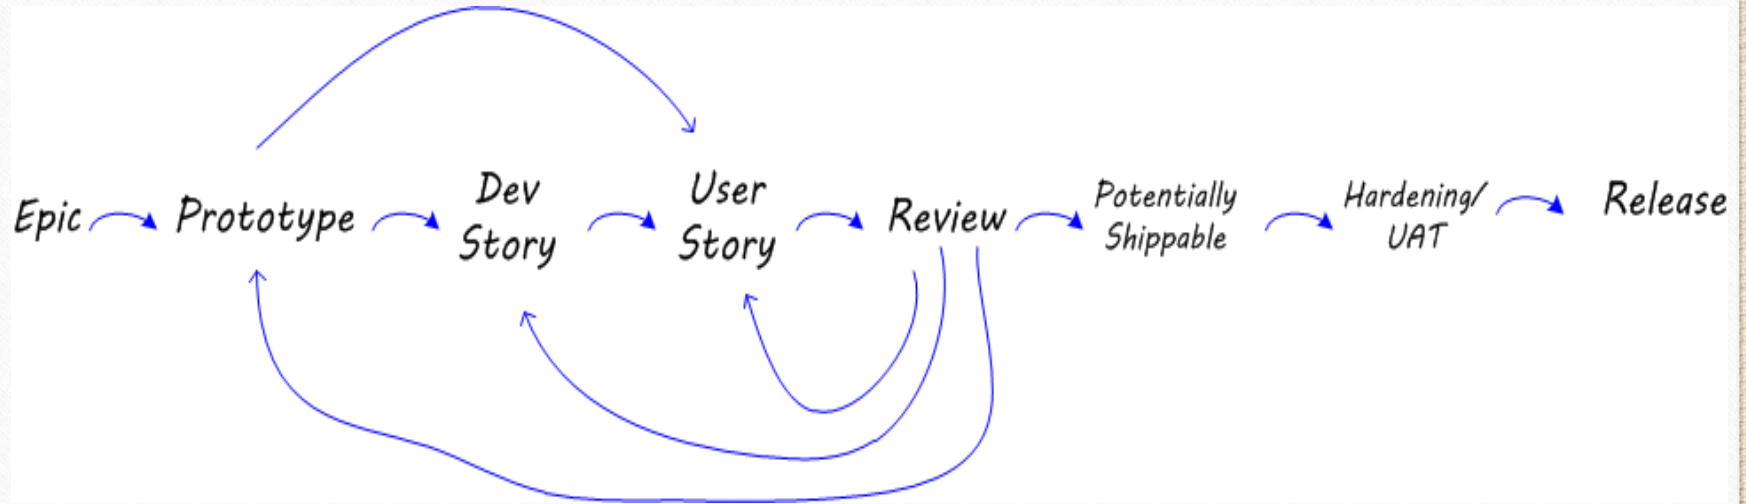 Epic
Prototype
Dev
Story
User
Story
Review
Potentially
Shippable
Hardening/
UAT
Release